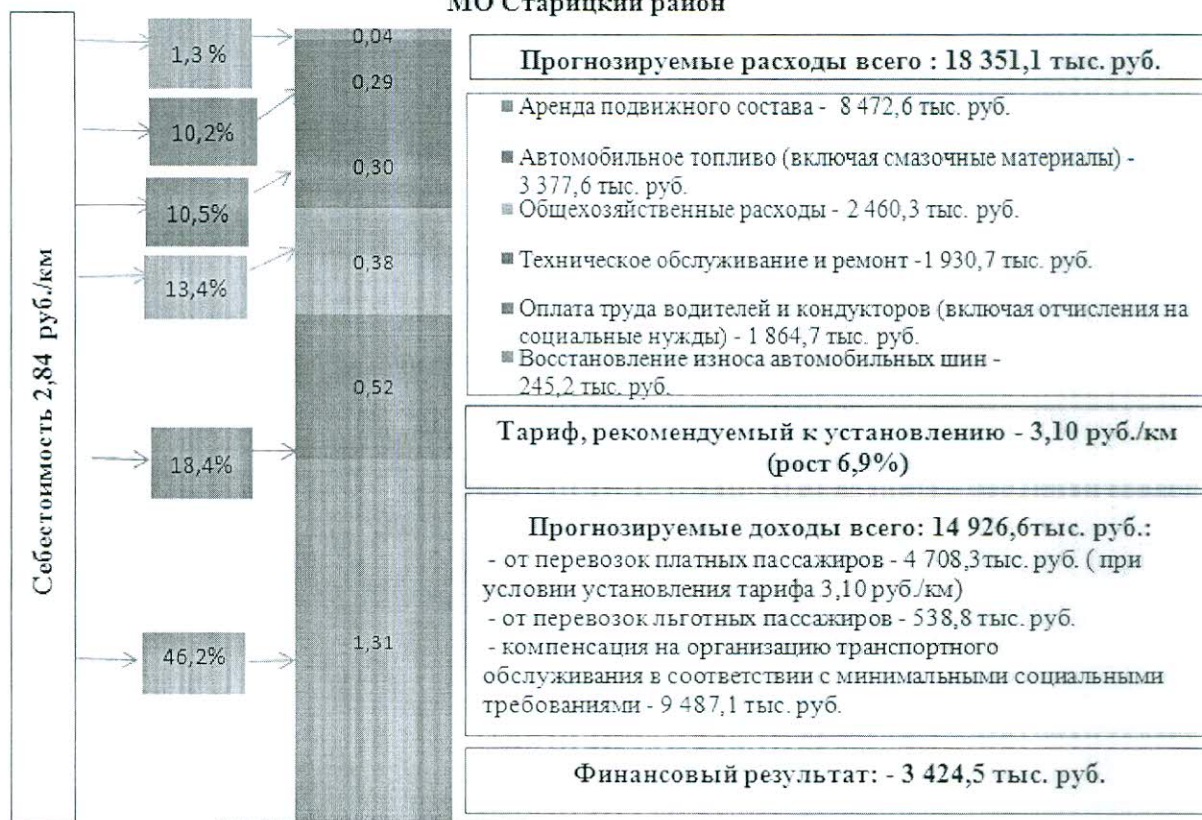 МО Старицкий район
Себестоимость 2,84 руб./км
1,3 %
10,2%
10,5%
13,4%
18,4%
46,2%
0,04
0,29
0,30
0,38
0,52
1,31
Прогнозируемые расходы всего : 18 351,1 тыс. руб.
Аренда подвижного состава - 8 472,6 тыс. руб.
Автомобильное топливо (включая смазочные материалы) -
3 377,6 тыс. руб.
Общехозяйственные расходы - 2 460,3 тыс. руб.
Техническое обслуживание и ремонт -1 930,7 тыс. руб.
Оплата труда водителей и кондукторов (включая отчисления на
социальные нужды) - 1 864,7 тыс. руб.
Восстановление износа автомобильных шин -
245,2 тыс. руб.
Тариф, рекомендуемый к установлению - 3,10 руб./км
(рост 6,9%)
Прогнозируемые доходы всего: 14 926,6тыс. руб.:
- от перевозок платных пассажиров - 4 708,3тыс. руб. ( при
условии установления тарифа 3,10 руб./км)
- от перевозок льготных пассажиров - 538,8 тыс. руб.
- компенсация на организацию транспортного
обслуживания в соответствии с минимальными социальными
требованиями - 9 487,1 тыс. руб.
Финансовый результат: - 3 424,5 тыс. руб.